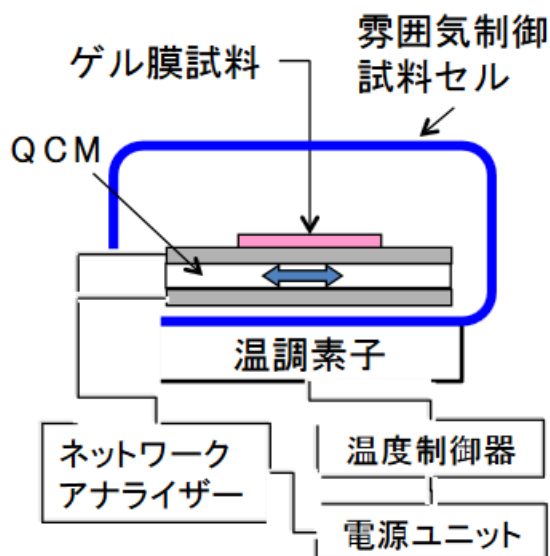 雰囲気制御
試料セル
ゲル膜試料
QCM
温調素子
ネットワーク
アナライザー
温度制御器
電源ユニット